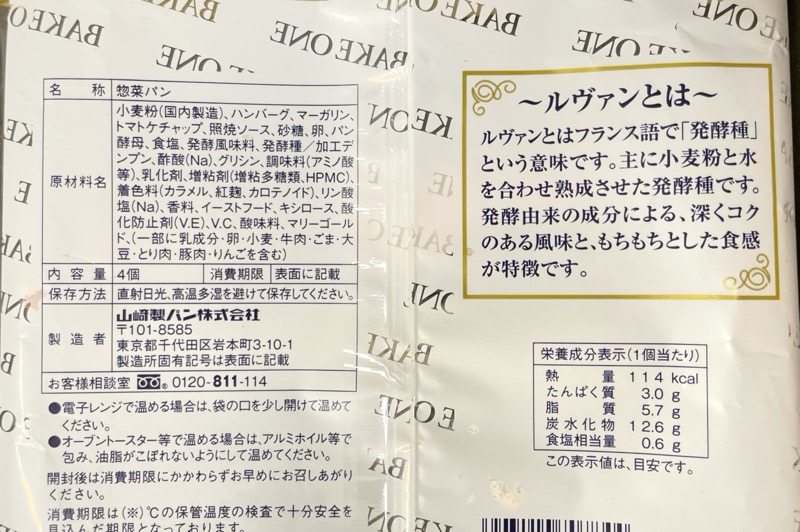 BAKE ONE
名 称 惣菜パン
原材料名
小麦粉(国内製造)、ハンバーグ、マーガリン、
トマトケチャップ、照焼ソース、砂糖、卵、パン
酵母、食塩、発酵風味料、発酵種／加工デ
ンプン、酢酸(Na)、グリシン、調味料(アミノ酸
等)、乳化剤、増粘剤(増粘多糖類、HPMC)、
着色料(カラメル、紅麹、カロテノイド)、リン酸
塩(Na)、香料、イーストフード、キシロース、酸
化防止剤(V.E)、V.C、酸味料、マリーゴール
ド、(一部に乳成分・卵・小麦・牛肉・ごま・大
豆・とり肉・豚肉・りんごを含む)
内容量 4個 消費期限 表面に記載
保存方法 直射日光、高温多湿を避けて保存してください。
製造者
山崎製パン株式会社
〒101-8585
東京都千代田区岩本町3-10-1
製造所固有記号は表面に記載
お客様相談室 0120-811-114
●電子レンジで温める場合は、袋の口を少し開けて温めて
ください。
●オーブントースター等で温める場合は、アルミホイル等で
包み、油脂がこぼれないようにして温めてください。
開封後は消費期限にかかわらずお早めにお召しあがり
ください。
消費期限は(※)℃の保管温度の検査で十分安全を
見込んだ期限となっております。
～ルヴァンとは～
ルヴァンとはフランス語で「発酵種」
という意味です。主に小麦粉と水
を合わせ熟成させた発酵種です。
発酵由来の成分による、深くコク
のある風味と、もちもちとした食感
が特徴です。
栄養成分表示(1個当たり)
熱量 114 kcal
たんぱく質 3.0 g
脂質 5.7 g
炭水化物 12.6 g
食塩相当量 0.6 g
この表示値は、目安です。